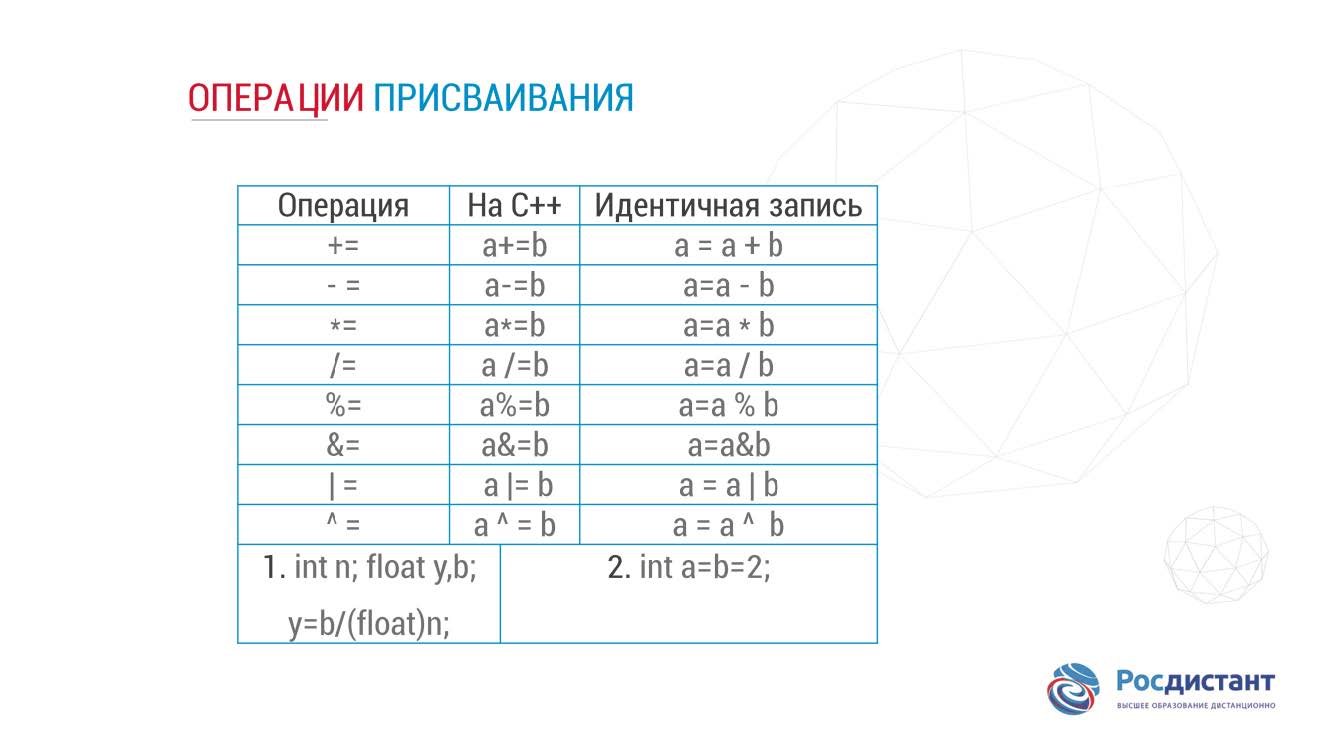 ОПЕРАЦИИ ПРИСВАИВАНИЯ
Операция На С++ Идентичная запись
+= a+=b a = a + b
- = a-=b a=a - b
*= a*=b a=a * b
/= a /=b a=a / b
%= a%=b a=a % b
&= a&=b a=a&b
| = a |= b a = a | b
^ = a ^ = b a = a ^ b
1. int n; float y,b; 2. int a=b=2;
y=b/(float)n;
Росдистант
ВЫСШЕЕ ОБРАЗОВАНИЕ ДИСТАНЦИОННО